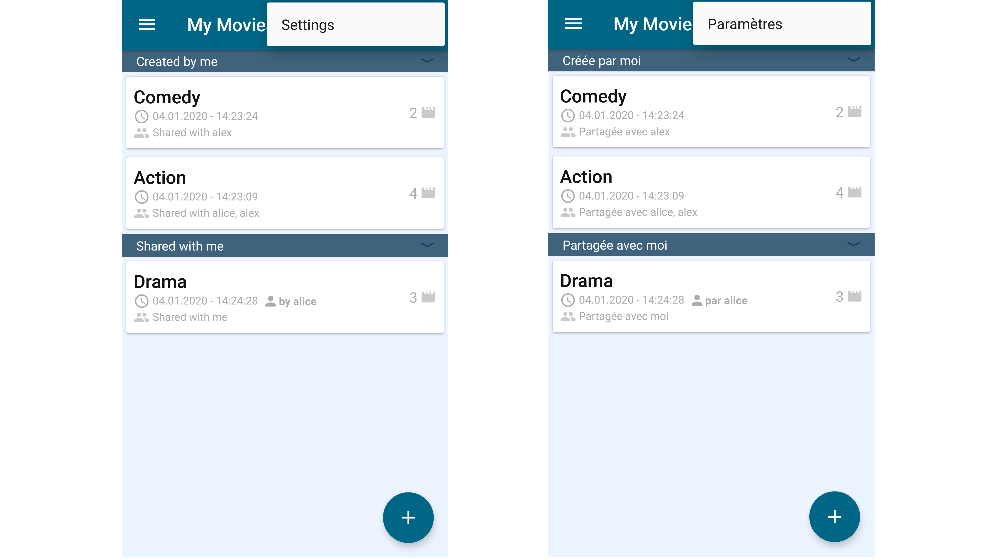 My Movies
Settings
Created by me
Comedy
04.01.2020 - 14:23:24
2
Shared with alex
Action
04.01.2020 - 14:23:09
4
Shared with alice, alex
Shared with me
Drama
04.01.2020 - 14:24:28 by alice
3
Shared with me
My Movies
Paramètres
Créée par moi
Comedy
04.01.2020 - 14:23:24
2
Partagée avec alex
Action
04.01.2020 - 14:23:09
4
Partagée avec alice, alex
Partagée avec moi
Drama
04.01.2020 - 14:24:28 par alice
3
Partagée avec moi